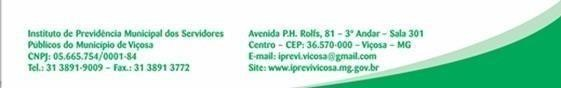 Instituto de Previdência Municipal dos Servidores
Públicos do Município de Viçosa
CNPJ: 05.665.754/0001-84
Tel.: 31 3891-9009 – Fax.: 31 3891 3772
Avenida P.H. Rolfs, 81 – 3º Andar – Sala 301
Centro – CEP: 36.570-000 – Viçosa – MG
E-mail: iprevi.vicosa@gmail.com
Site: www.iprevivicosa.mg.gov.br